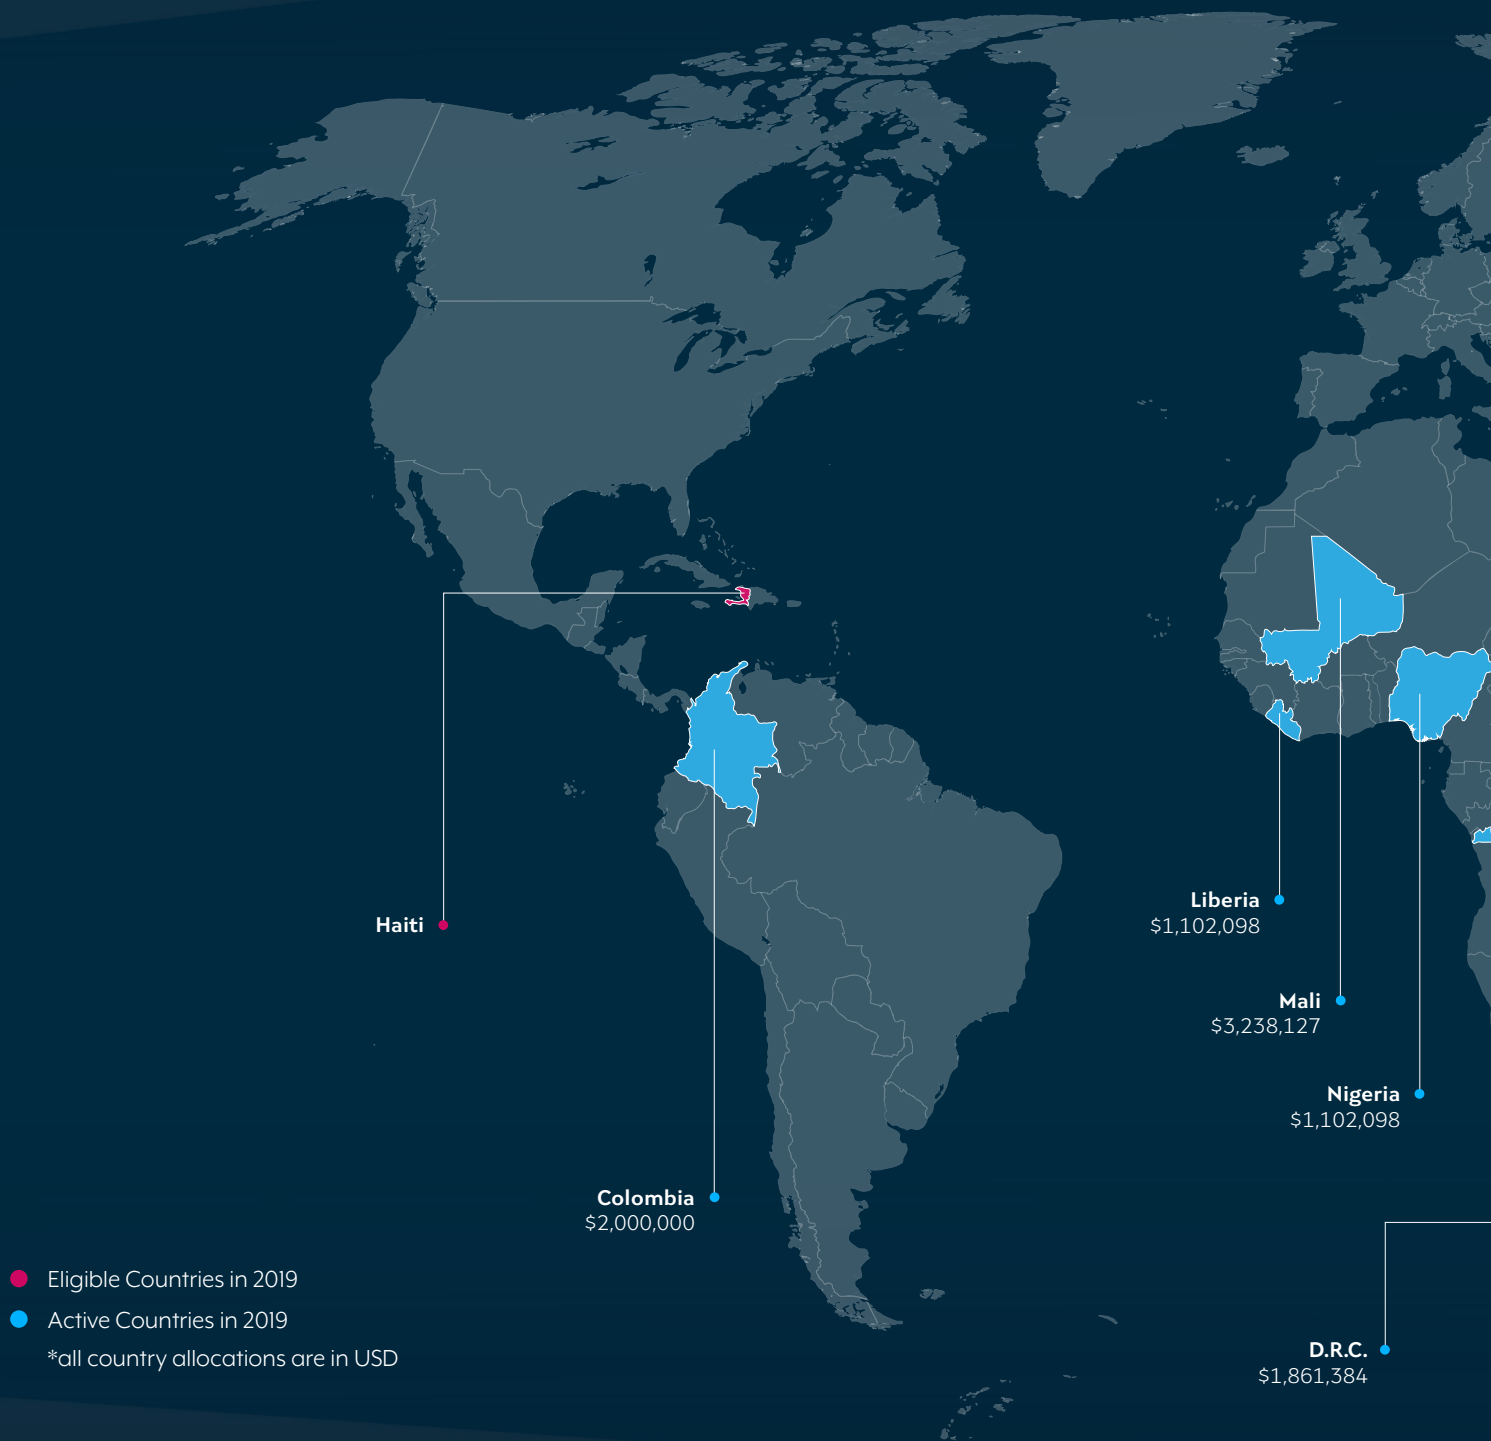 Liberia
$1,102,098
Haiti
Mali
$3,238,127
Nigeria
$1,102,098
Colombia
$2,000,000
Eligible Countries in 2019
Active Countries in 2019
*all country allocations are in USD
D.R.C.
$1,861,384